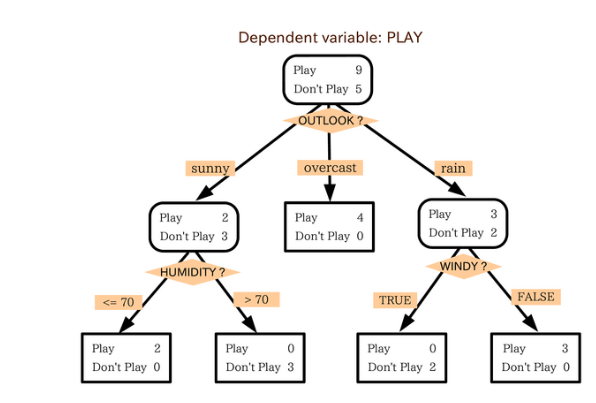 Dependent variable: PLAY
Play 9
Don't Play 5
OUTLOOK ?
sunny
overcast
rain
Play 2
Don't Play 3
Play 4
Don't Play 0
Play 3
Don't Play 2
HUMIDITY ?
WINDY ?
<= 70
> 70
TRUE
FALSE
Play 2
Don't Play 0
Play 0
Don't Play 3
Play 0
Don't Play 2
Play 3
Don't Play 0